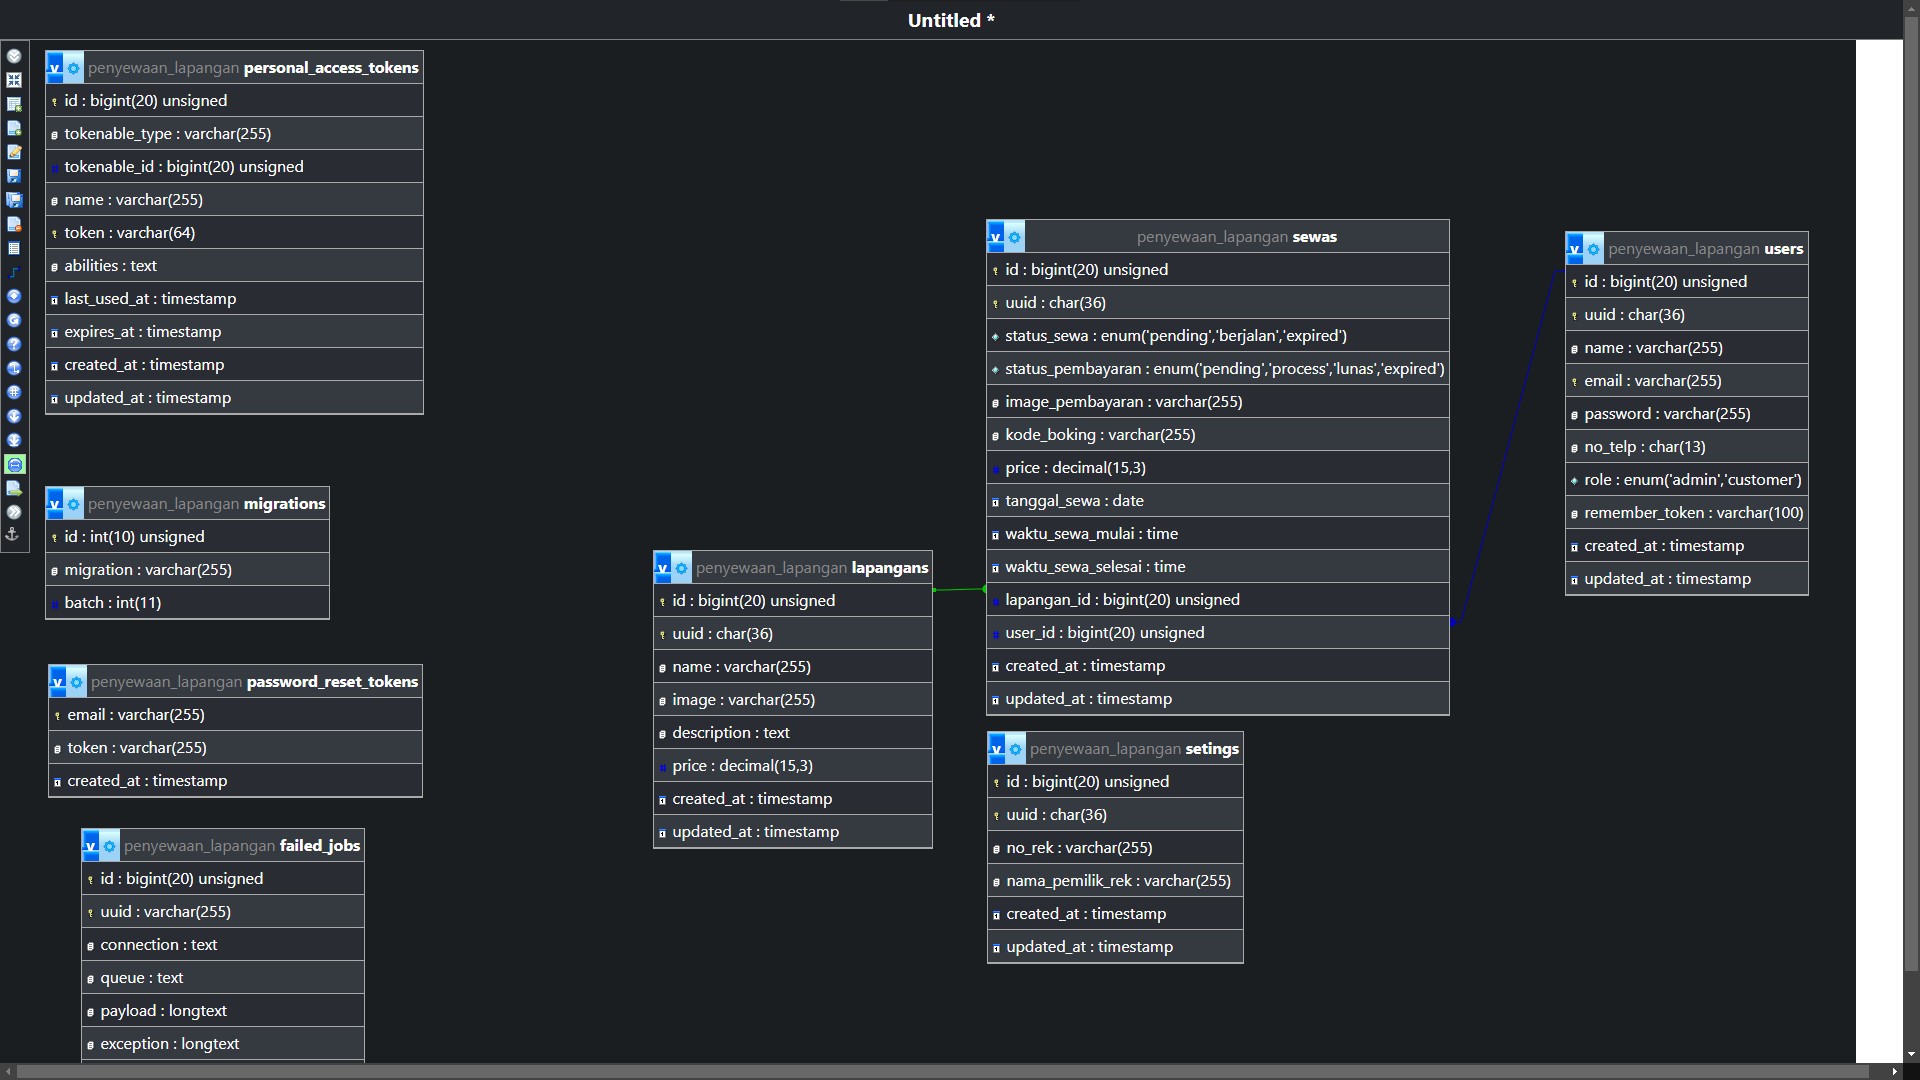 Untitled *
penyewaan_lapangan personal_access_tokens
id : bigint(20) unsigned
tokenable_type : varchar(255)
tokenable_id : bigint(20) unsigned
name : varchar(255)
token : varchar(64)
abilities : text
last_used_at : timestamp
expires_at : timestamp
created_at : timestamp
updated_at : timestamp
penyewaan_lapangan migrations
id : int(10) unsigned
migration : varchar(255)
batch : int(11)
penyewaan_lapangan password_reset_tokens
email : varchar(255)
token : varchar(255)
created_at : timestamp
penyewaan_lapangan failed_jobs
id : bigint(20) unsigned
uuid : varchar(255)
connection : text
queue : text
payload : longtext
exception : longtext
penyewaan_lapangan lapangans
id : bigint(20) unsigned
uuid : char(36)
name : varchar(255)
image : varchar(255)
description : text
price : decimal(15,3)
created_at : timestamp
updated_at : timestamp
penyewaan_lapangan sewas
id : bigint(20) unsigned
uuid : char(36)
status_sewa : enum('pending','berjalan','expired')
status_pembayaran : enum('pending','process','lunas','expired')
image_pembayaran : varchar(255)
kode_boking : varchar(255)
price : decimal(15,3)
tanggal_sewa : date
waktu_sewa_mulai : time
waktu_sewa_selesai : time
lapangan_id : bigint(20) unsigned
user_id : bigint(20) unsigned
created_at : timestamp
updated_at : timestamp
penyewaan_lapangan setings
id : bigint(20) unsigned
uuid : char(36)
no_rek : varchar(255)
nama_pemilik_rek : varchar(255)
created_at : timestamp
updated_at : timestamp
penyewaan_lapangan users
id : bigint(20) unsigned
uuid : char(36)
name : varchar(255)
email : varchar(255)
password : varchar(255)
no_telp : char(13)
role : enum('admin','customer')
remember_token : varchar(100)
created_at : timestamp
updated_at : timestamp